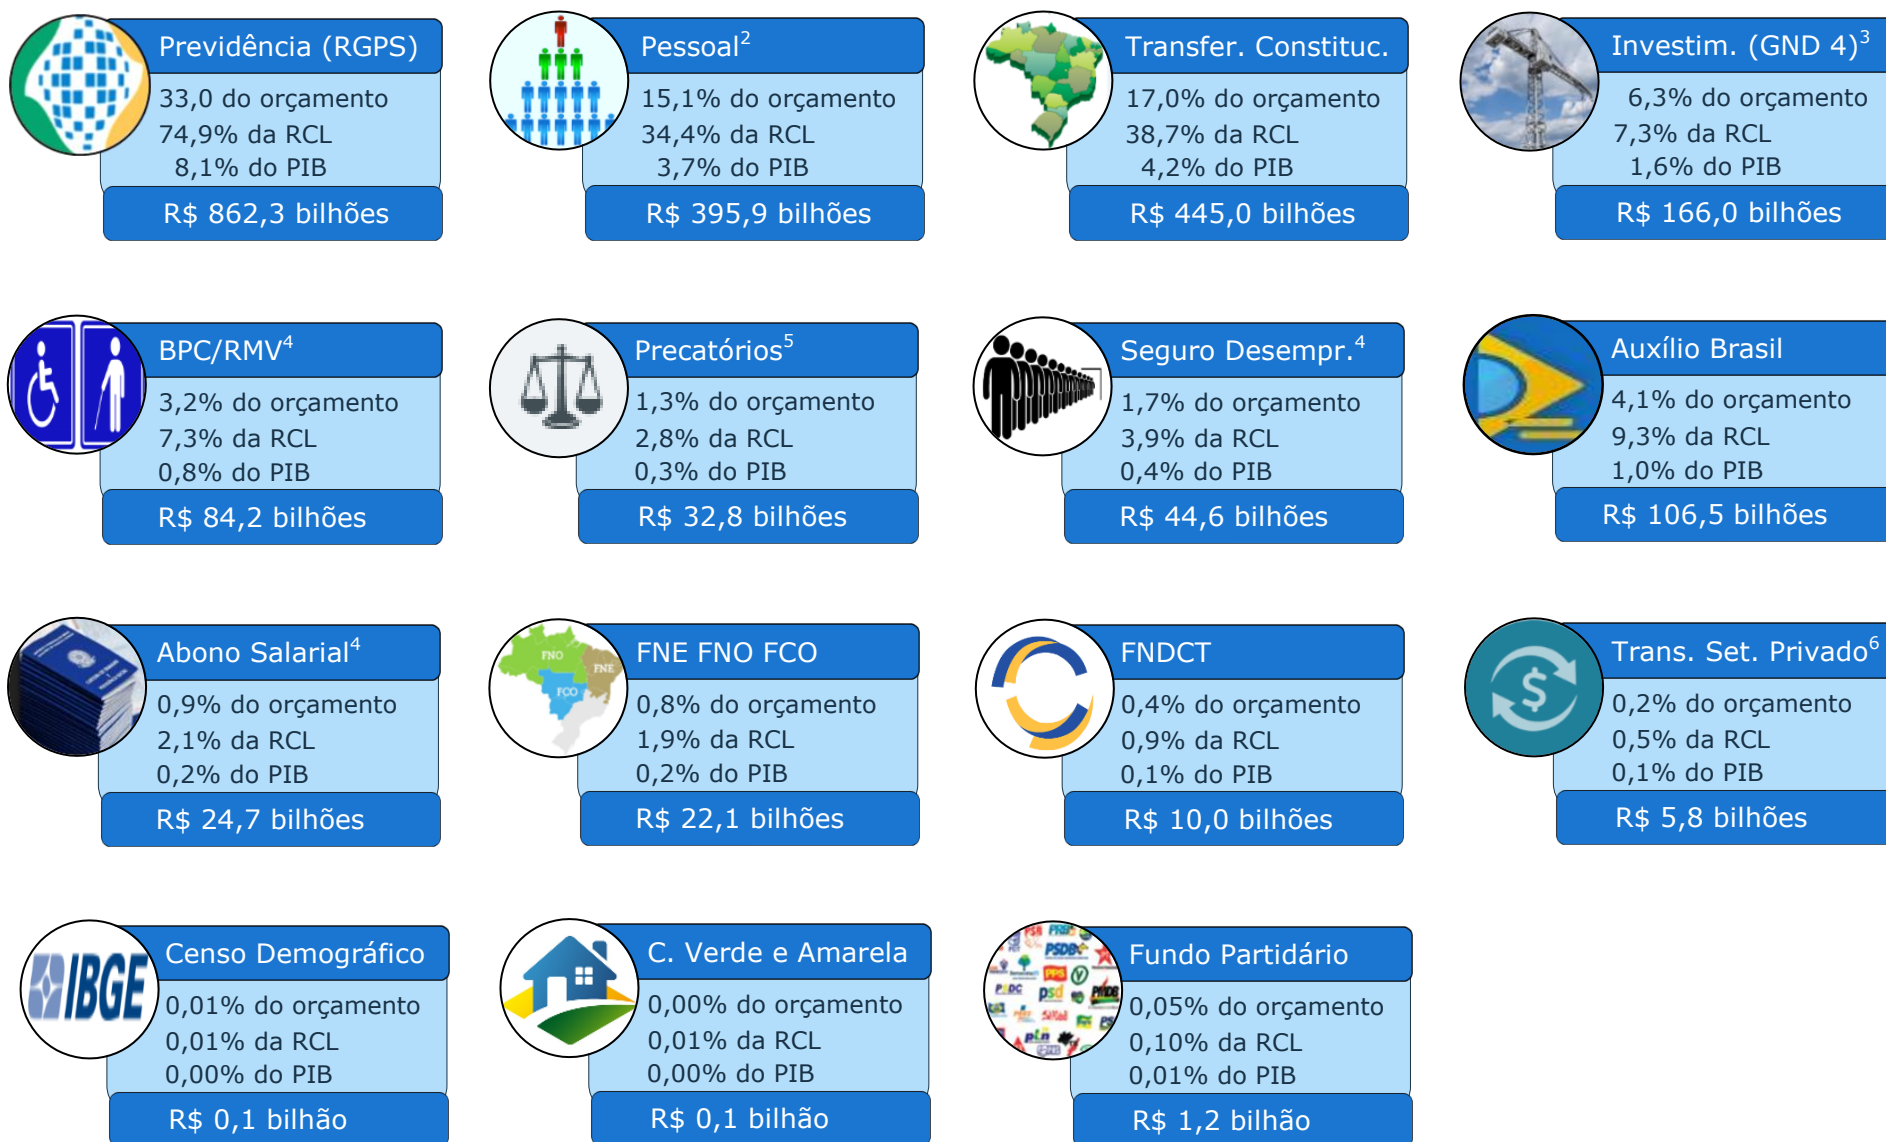 Previdência (RGPS)
33,0 do orçamento
74,9% da RCL
8,1% do PIB
R$ 862,3 bilhões
Pessoal²
15,1% do orçamento
34,4% da RCL
3,7% do PIB
R$ 395,9 bilhões
Transfer. Constituc.
17,0% do orçamento
38,7% da RCL
4,2% do PIB
R$ 445,0 bilhões
Investim. (GND 4)³
6,3% do orçamento
7,3% da RCL
1,6% do PIB
R$ 166,0 bilhões
BPC/RMV⁴
3,2% do orçamento
7,3% da RCL
0,8% do PIB
R$ 84,2 bilhões
Precatórios⁵
1,3% do orçamento
2,8% da RCL
0,3% do PIB
R$ 32,8 bilhões
Seguro Desempr.⁴
1,7% do orçamento
3,9% da RCL
0,4% do PIB
R$ 44,6 bilhões
Auxílio Brasil
4,1% do orçamento
9,3% da RCL
1,0% do PIB
R$ 106,5 bilhões
Abono Salarial⁴
0,9% do orçamento
2,1% da RCL
0,2% do PIB
R$ 24,7 bilhões
FNO
FNE
FCO
FNE FNO FCO
0,8% do orçamento
1,9% da RCL
0,2% do PIB
R$ 22,1 bilhões
FNDCT
0,4% do orçamento
0,9% da RCL
0,1% do PIB
R$ 10,0 bilhões
$
Trans. Set. Privado⁶
0,2% do orçamento
0,5% da RCL
0,1% do PIB
R$ 5,8 bilhões
IBGE
Censo Demográfico
0,01% do orçamento
0,01% da RCL
0,00% do PIB
R$ 0,1 bilhão
C. Verde e Amarela
0,00% do orçamento
0,01% da RCL
0,00% do PIB
R$ 0,1 bilhão
PSDB
PPS
PSDC
psd
PMDB
Fundo Partidário
0,05% do orçamento
0,10% da RCL
0,01% do PIB
R$ 1,2 bilhão